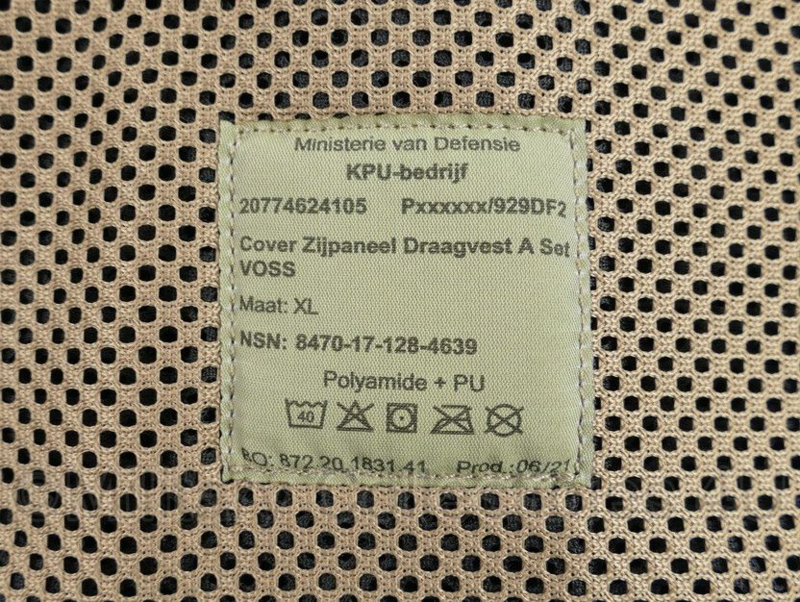 Ministerie van Defensie
KPU-bedrijf
20774624105 Pxxxxxx/929DF2
Cover Zijpaneel Draagvest A Set
VOSS
Maat: XL
NSN: 8470-17-128-4639
Polyamide + PU
40
BO: 872.20.1831.41 Prod.:06/21